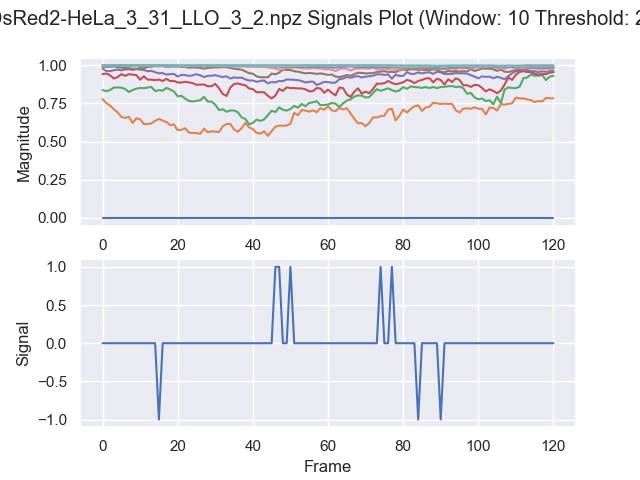 DsRed2-HeLa_3_31_LLO_3_2.npz Signals Plot (Window: 10 Threshold: 2
1.00
0.75
0.50
0.25
0.00
Magnitude
0 20 40 60 80 100 120
1.0
0.5
0.0
−0.5
−1.0
Signal
0 20 40 60 80 100 120
Frame